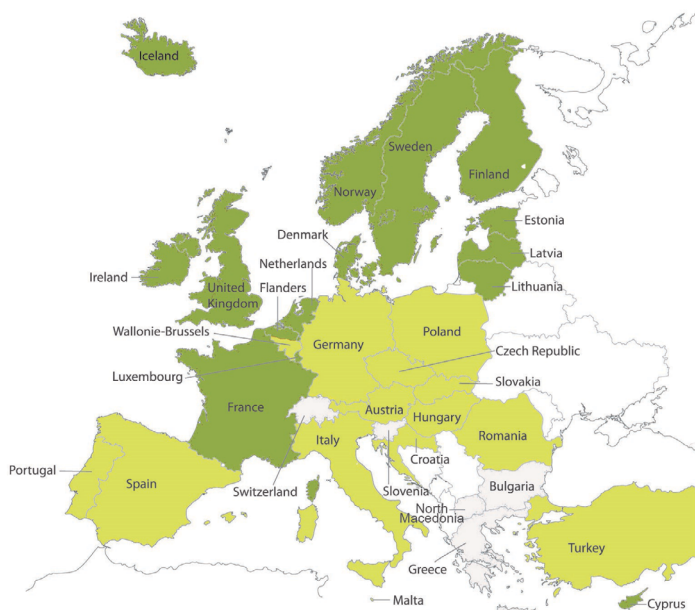 Iceland
Sweden
Finland
Norway
Estonia
Denmark
Latvia
Netherlands
Ireland
United
Kingdom
Flanders
Lithuania
Wallonie-Brussels
Germany
Poland
Czech Republic
Luxembourg
Slovakia
France
Austria
Hungary
Italy
Romania
Croatia
Portugal
Spain
Switzerland
Slovenia
Bulgaria
North
Macedonia
Turkey
Greece
Malta
Cyprus